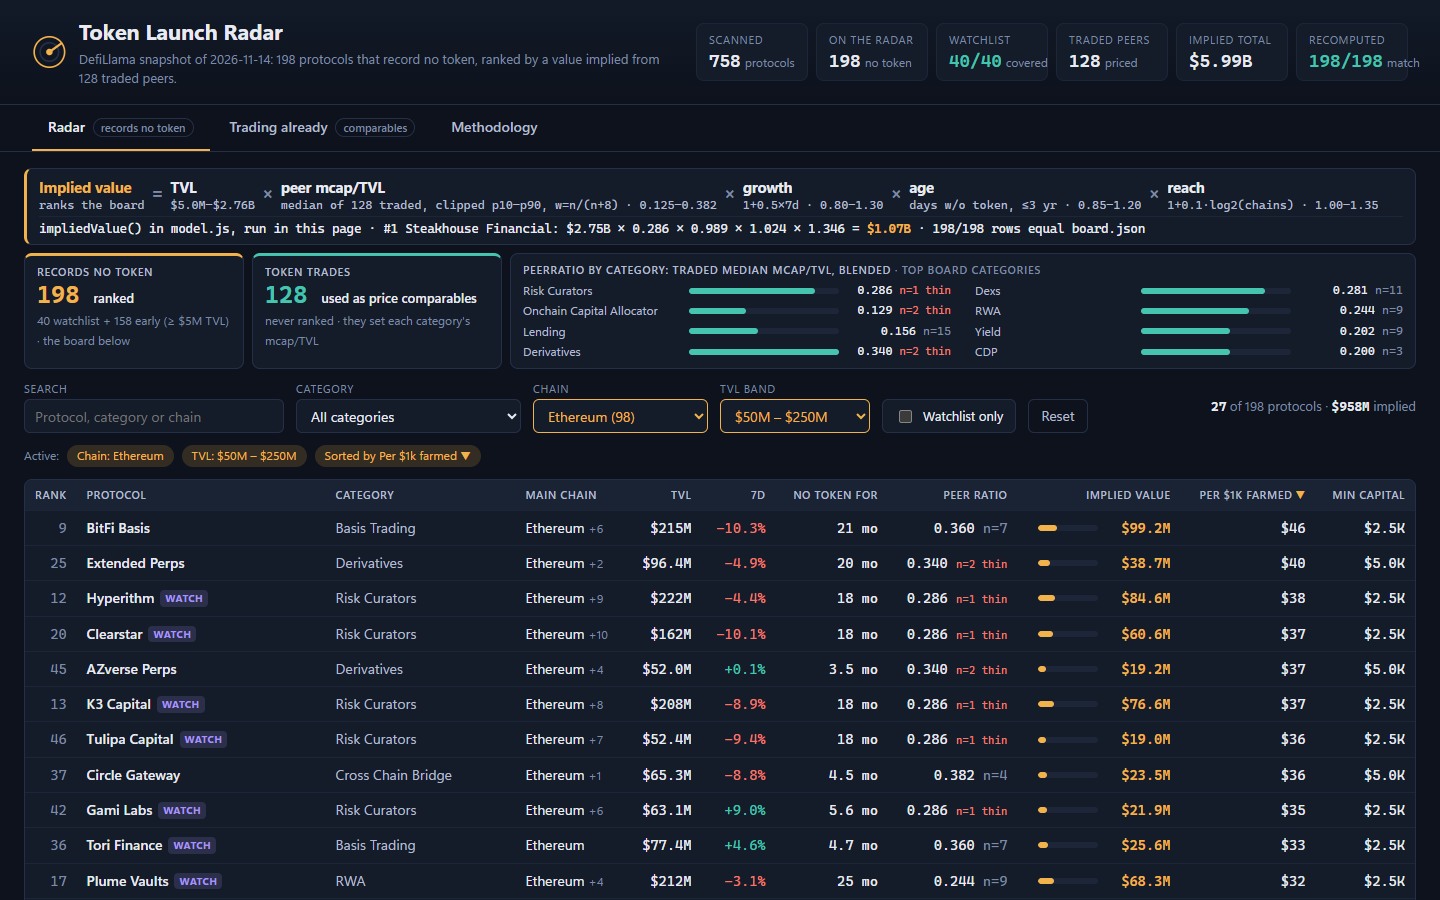 Token Launch Radar
DefiLlama snapshot of 2026-11-14: 198 protocols that record no token, ranked by a value implied from
128 traded peers.
SCANNED
758 protocols
ON THE RADAR
198 no token
WATCHLIST
40/40 covered
TRADED PEERS
128 priced
IMPLIED TOTAL
$5.99B
RECOMPUTED
198/198 match
Radar records no token Trading already comparables Methodology
Implied value = TVL × peer mcap/TVL × growth × age × reach
ranks the board $5.0M–$2.76B median of 128 traded, clipped p10–p90, w=n/(n+8) · 0.125–0.382 1+0.5×7d · 0.80–1.30 days w/o token, ≤3 yr · 0.85–1.20 1+0.1·log2(chains) · 1.00–1.35
impliedValue() in model.js, run in this page · #1 Steakhouse Financial: $2.75B × 0.286 × 0.989 × 1.024 × 1.346 = $1.07B · 198/198 rows equal board.json
RECORDS NO TOKEN
198 ranked
40 watchlist + 158 early (≥ $5M TVL)
· the board below
TOKEN TRADES
128 used as price comparables
never ranked · they set each category's
mcap/TVL
PEERRATIO BY CATEGORY: TRADED MEDIAN MCAP/TVL, BLENDED · TOP BOARD CATEGORIES
Risk Curators 0.286 n=1 thin Dexs 0.281 n=11
Onchain Capital Allocator 0.129 n=2 thin RWA 0.244 n=9
Lending 0.156 n=15 Yield 0.202 n=9
Derivatives 0.340 n=2 thin CDP 0.200 n=3
SEARCH CATEGORY CHAIN TVL BAND
Protocol, category or chain All categories Ethereum (98) $50M – $250M Watchlist only Reset 27 of 198 protocols · $958M implied
Active: Chain: Ethereum TVL: $50M – $250M Sorted by Per $1k farmed ▼
RANK PROTOCOL CATEGORY MAIN CHAIN TVL 7D NO TOKEN FOR PEER RATIO IMPLIED VALUE PER $1K FARMED ▼ MIN CAPITAL
9 BitFi Basis Basis Trading Ethereum +6 $215M −10.3% 21 mo 0.360 n=7 $99.2M $46 $2.5K
25 Extended Perps Derivatives Ethereum +2 $96.4M −4.9% 20 mo 0.340 n=2 thin $38.7M $40 $5.0K
12 Hyperithm WATCH Risk Curators Ethereum +9 $222M −4.4% 18 mo 0.286 n=1 thin $84.6M $38 $2.5K
20 Clearstar WATCH Risk Curators Ethereum +10 $162M −10.1% 18 mo 0.286 n=1 thin $60.6M $37 $2.5K
45 AZverse Perps Derivatives Ethereum +4 $52.0M +0.1% 3.5 mo 0.340 n=2 thin $19.2M $37 $5.0K
13 K3 Capital WATCH Risk Curators Ethereum +8 $208M −8.9% 18 mo 0.286 n=1 thin $76.6M $37 $2.5K
46 Tulipa Capital WATCH Risk Curators Ethereum +7 $52.4M −9.4% 18 mo 0.286 n=1 thin $19.0M $36 $2.5K
37 Circle Gateway Cross Chain Bridge Ethereum +1 $65.3M −8.8% 4.5 mo 0.382 n=4 $23.5M $36 $5.0K
42 Gami Labs WATCH Risk Curators Ethereum +6 $63.1M +9.0% 5.6 mo 0.286 n=1 thin $21.9M $35 $2.5K
36 Tori Finance WATCH Basis Trading Ethereum $77.4M +4.6% 4.7 mo 0.360 n=7 $25.6M $33 $2.5K
17 Plume Vaults WATCH RWA Ethereum +4 $212M −3.1% 25 mo 0.244 n=9 $68.3M $32 $2.5K